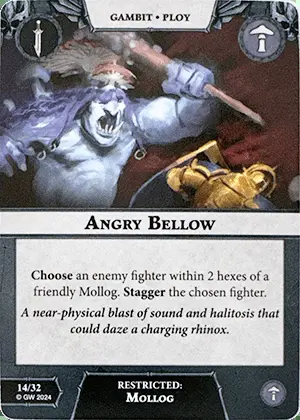 GAMBIT • PLOY
ANGRY BELLOW
Choose an enemy fighter within 2 hexes of a
friendly Mollog. Stagger the chosen fighter.
A near-physical blast of sound and halitosis that
could daze a charging rhinox.
14/32
© GW 2024
RESTRICTED:
MOLLOG